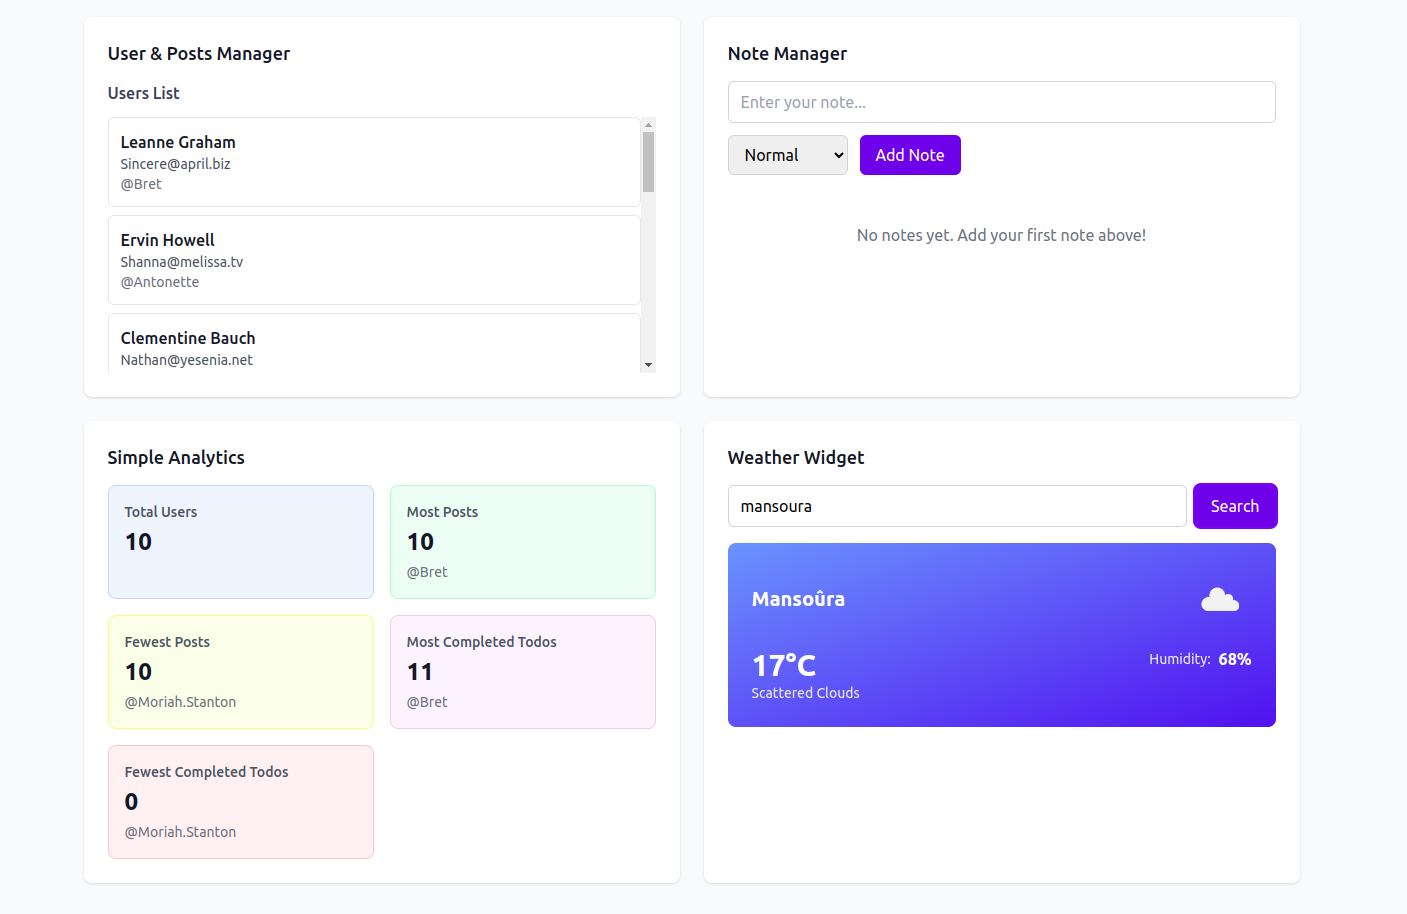 User & Posts Manager
Users List
Leanne Graham
Sincere@april.biz
@Bret
Ervin Howell
Shanna@melissa.tv
@Antonette
Clementine Bauch
Nathan@yesenia.net
Note Manager
Enter your note...
Normal
Add Note
No notes yet. Add your first note above!
Simple Analytics
Total Users
10
Most Posts
10
@Bret
Fewest Posts
10
@Moriah.Stanton
Most Completed Todos
11
@Bret
Fewest Completed Todos
0
@Moriah.Stanton
Weather Widget
mansoura
Search
Mansoûra
17°C
Scattered Clouds
Humidity: 68%